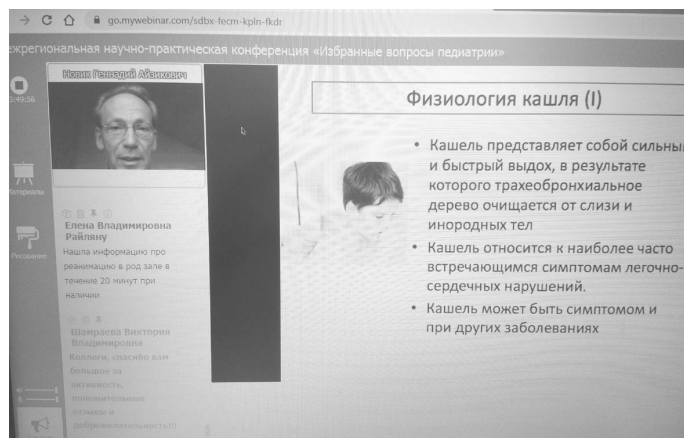 go.mywebinar.com/sdbx-fecm-kpln-fkdr
ежрегиональная научно-практическая конференция «Избранные вопросы педиатрии»
Новик Геннадий Айзикович
5:49:56
Материалы
Рисование
Елена Владимировна
Райляну
Нашла информацию про
реанимацию в род зале в
течение 20 минут при
наличии
Шамраева Виктория
Владимировна
Коллеги, спасибо вам
большое за
активность,
положительные
отзывы и
доброжелательность!!!
Физиология кашля (I)
• Кашель представляет собой сильный
и быстрый выдох, в результате
которого трахеобронхиальное
дерево очищается от слизи и
инородных тел
• Кашель относится к наиболее часто
встречающимся симптомам легочно-
сердечных нарушений.
• Кашель может быть симптомом и
при других заболеваниях